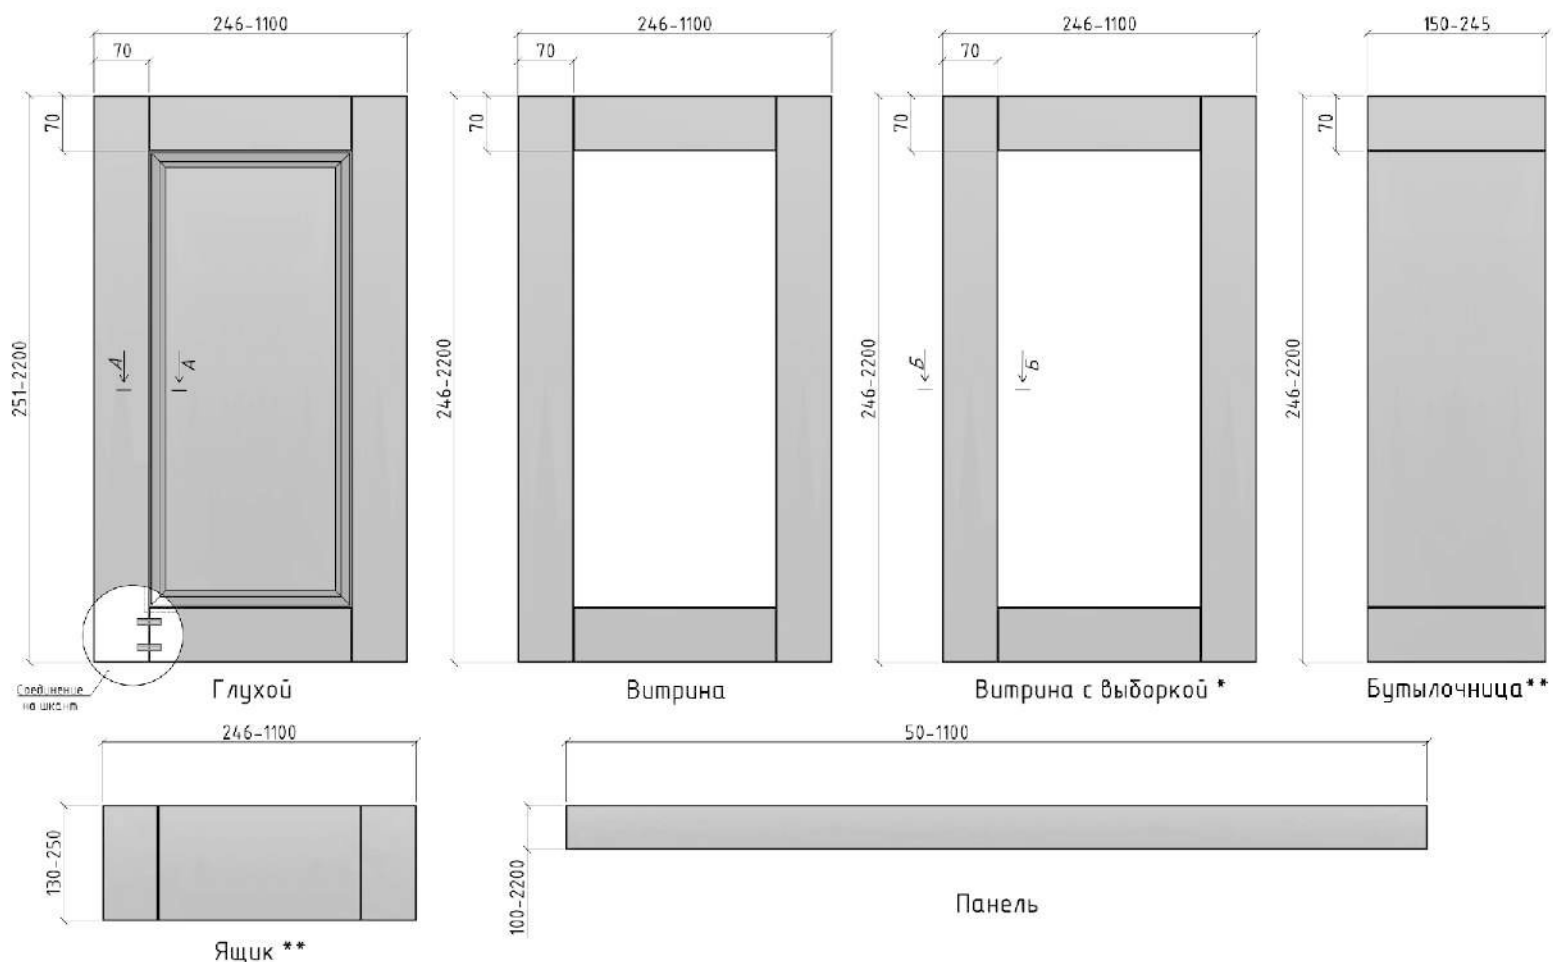 246-1100
70
70
251-2200
А
А
Соединение
на шкант
Глухой
246-1100
70
70
246-2200
Витрина
246-1100
70
70
246-2200
Б
Б
Витрина с выборкой *
150-245
70
246-2200
Бутылочница**
246-1100
130-250
Ящик **
50-1100
100-2200
Панель